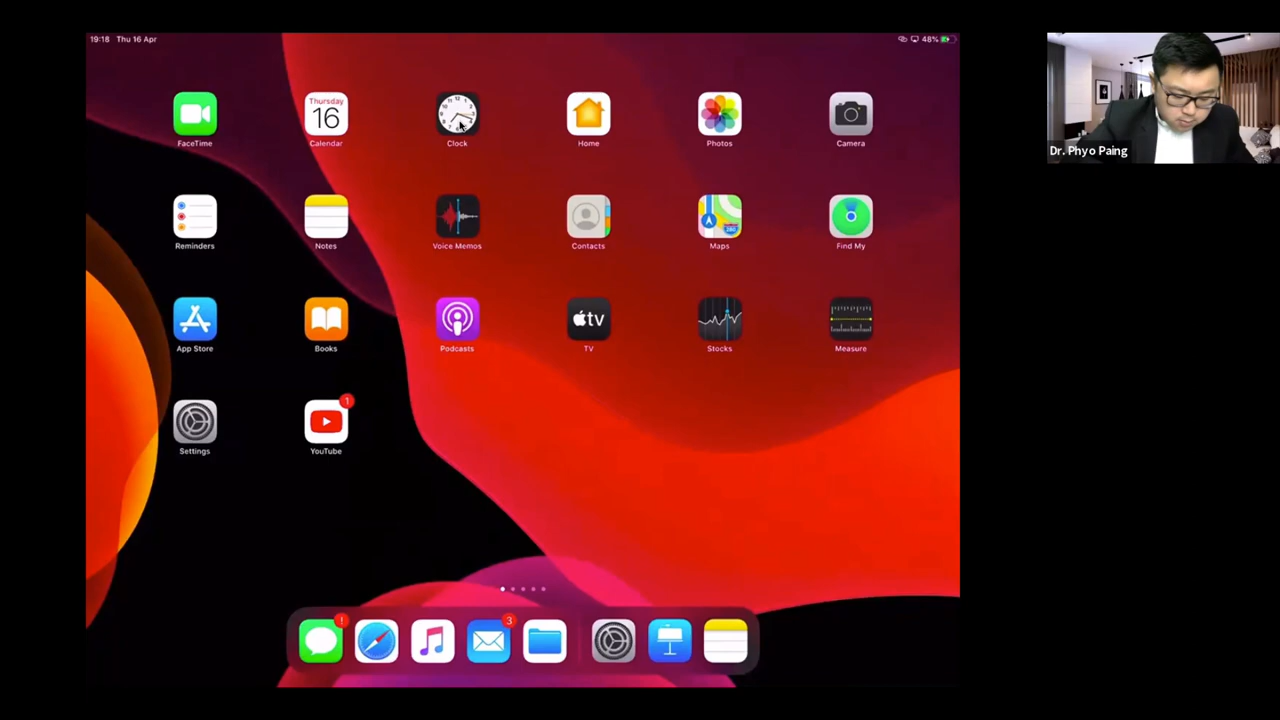 19:18 Thu 16 Apr
48%
Thursday
16
FaceTime
Calendar
Clock
Home
Photos
Camera
Dr. Phyo Paing
Reminders
Notes
Voice Memos
Contacts
Maps
Find My
280
tv
App Store
Books
Podcasts
TV
Stocks
Measure
1
Settings
YouTube
!
3